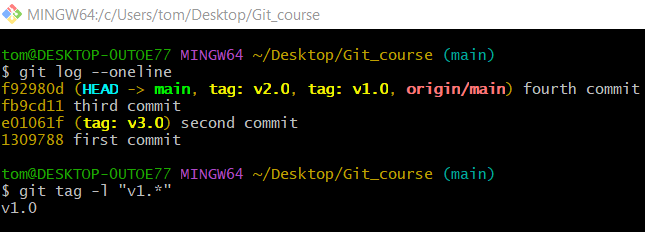 MINGW64:/c/Users/tom/Desktop/Git_course
tom@DESKTOP-OUTOE77 MINGW64 ~/Desktop/Git_course (main)
$ git log --oneline
f92980d (HEAD -> main, tag: v2.0, tag: v1.0, origin/main) fourth commit
fb9cd11 third commit
e01061f (tag: v3.0) second commit
1309788 first commit
tom@DESKTOP-OUTOE77 MINGW64 ~/Desktop/Git_course (main)
$ git tag -l "v1.*"
v1.0